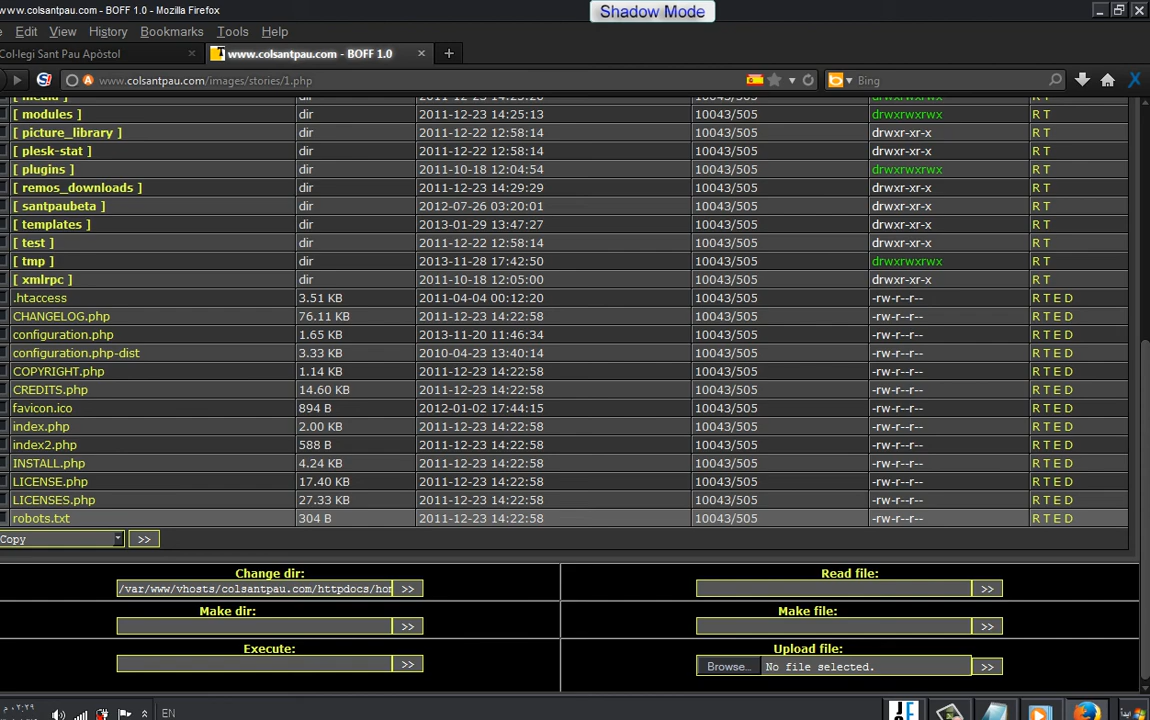 www.colsantpau.com - BOFF 1.0 - Mozilla Firefox
Shadow Mode
Edit View History Bookmarks Tools Help
Col·legi Sant Pau Apòstol
www.colsantpau.com - BOFF 1.0
www.colsantpau.com/images/stories/1.php
Bing
[ media ] dir 2011-12-23 14:25:20 10043/505 drwxrwxrwx R T
[ modules ] dir 2011-12-23 14:25:13 10043/505 drwxrwxrwx R T
[ picture_library ] dir 2011-12-22 12:58:14 10043/505 drwxr-xr-x R T
[ plesk-stat ] dir 2011-12-22 12:58:14 10043/505 drwxr-xr-x R T
[ plugins ] dir 2011-10-18 12:04:54 10043/505 drwxrwxrwx R T
[ remos_downloads ] dir 2011-12-23 14:29:29 10043/505 drwxr-xr-x R T
[ santpaubeta ] dir 2012-07-26 03:20:01 10043/505 drwxr-xr-x R T
[ templates ] dir 2013-01-29 13:47:27 10043/505 drwxr-xr-x R T
[ test ] dir 2011-12-22 12:58:14 10043/505 drwxr-xr-x R T
[ tmp ] dir 2013-11-28 17:42:50 10043/505 drwxrwxrwx R T
[ xmlrpc ] dir 2011-10-18 12:05:00 10043/505 drwxr-xr-x R T
.htaccess 3.51 KB 2011-04-04 00:12:20 10043/505 -rw-r--r-- R T E D
CHANGELOG.php 76.11 KB 2011-12-23 14:22:58 10043/505 -rw-r--r-- R T E D
configuration.php 1.65 KB 2013-11-20 11:46:34 10043/505 -rw-r--r-- R T E D
configuration.php-dist 3.33 KB 2010-04-23 13:40:14 10043/505 -rw-r--r-- R T E D
COPYRIGHT.php 1.14 KB 2011-12-23 14:22:58 10043/505 -rw-r--r-- R T E D
CREDITS.php 14.60 KB 2011-12-23 14:22:58 10043/505 -rw-r--r-- R T E D
favicon.ico 894 B 2012-01-02 17:44:15 10043/505 -rw-r--r-- R T E D
index.php 2.00 KB 2011-12-23 14:22:58 10043/505 -rw-r--r-- R T E D
index2.php 588 B 2011-12-23 14:22:58 10043/505 -rw-r--r-- R T E D
INSTALL.php 4.24 KB 2011-12-23 14:22:58 10043/505 -rw-r--r-- R T E D
LICENSE.php 17.40 KB 2011-12-23 14:22:58 10043/505 -rw-r--r-- R T E D
LICENSES.php 27.33 KB 2011-12-23 14:22:58 10043/505 -rw-r--r-- R T E D
robots.txt 304 B 2011-12-23 14:22:58 10043/505 -rw-r--r-- R T E D
Copy >>
Change dir: Read file:
/var/www/vhosts/colsantpau.com/httpdocs/hom >> >>
Make dir: Make file:
>> >>
Execute: Upload file:
>> Browse... No file selected. >>
٠٢:٢٩ م EN